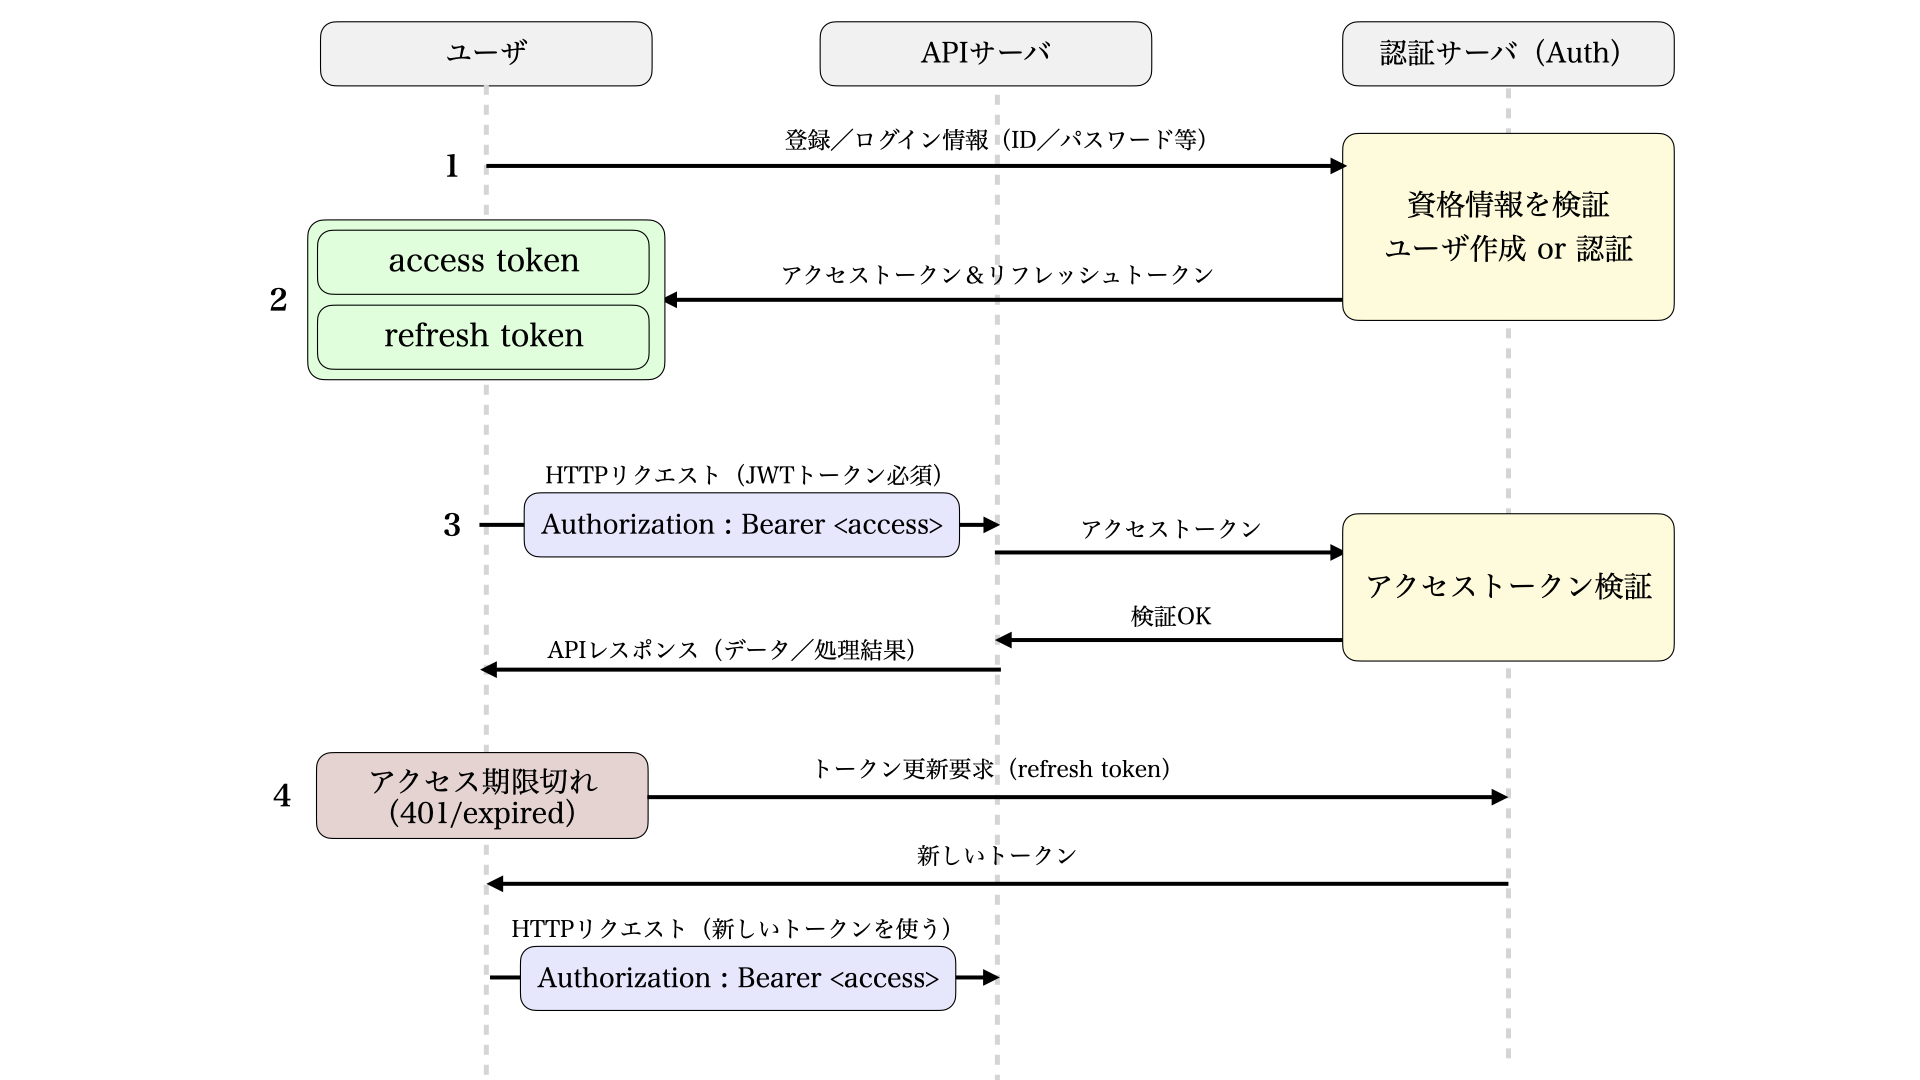 ユーザ
APIサーバ
認証サーバ（Auth）
登録／ログイン情報（ID／パスワード等）
1
資格情報を検証
ユーザ作成 or 認証
access token
アクセストークン＆リフレッシュトークン
2
refresh token
HTTPリクエスト（JWTトークン必須）
3
Authorization : Bearer <access>
アクセストークン
アクセストークン検証
検証OK
APIレスポンス（データ／処理結果）
4
アクセス期限切れ
（401/expired）
トークン更新要求（refresh token）
新しいトークン
HTTPリクエスト（新しいトークンを使う）
Authorization : Bearer <access>